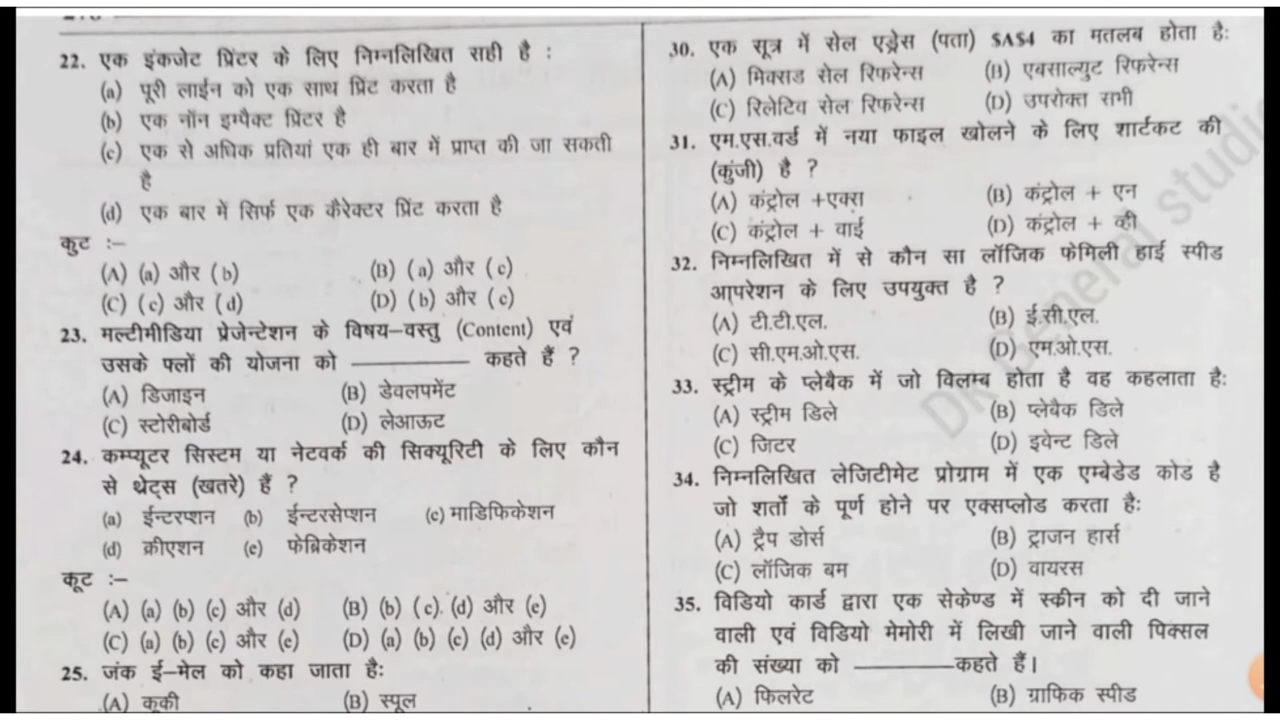 22. एक इंकजेट प्रिंटर के लिए निम्नलिखित सही है :
(a) पूरी लाईन को एक साथ प्रिंट करता है
(b) एक नॉन इम्पैक्ट प्रिंटर है
(c) एक से अधिक प्रतियां एक ही बार में प्राप्त की जा सकती
है
(d) एक बार में सिर्फ एक कैरेक्टर प्रिंट करता है
कुट :–
(A) (a) और (b) (B) (a) और (c)
(C) (c) और (d) (D) (b) और (c)
23. मल्टीमीडिया प्रेजेन्टेशन के विषय–वस्तु (Content) एवं
उसके फ्लों की योजना को ———— कहते हैं ?
(A) डिजाइन (B) डेवलपमेंट
(C) स्टोरीबोर्ड (D) लेआऊट
24. कम्प्यूटर सिस्टम या नेटवर्क की सिक्यूरिटी के लिए कौन
से थ्रेट्स (खतरे) हैं ?
(a) ईन्टरप्शन (b) ईन्टरसेप्शन (c) माडिफिकेशन
(d) क्रीएशन (e) फेब्रिकेशन
कूट :–
(A) (a) (b) (c) और (d) (B) (b) (c). (d) और (e)
(C) (a) (b) (c) और (e) (D) (a) (b) (c) (d) और (e)
25. जंक ई–मेल को कहा जाता है:
(A) कूकी (B) स्पूल
30. एक सूत्र में सेल एड्रेस (पता) $A$4 का मतलब होता है:
(A) मिक्सड सेल रिफरेन्स (B) एबसाल्युट रिफरेन्स
(C) रिलेटिव सेल रिफरेन्स (D) उपरोक्त सभी
31. एम.एस.वर्ड में नया फाइल खोलने के लिए शार्टकट की
(कुंजी) है ?
(A) कंट्रोल +एक्स (B) कंट्रोल + एन
(C) कंट्रोल + वाई (D) कंट्रोल + व्ही
32. निम्नलिखित में से कौन सा लॉजिक फेमिली हाई स्पीड
आपरेशन के लिए उपयुक्त है ?
(A) टी.टी.एल. (B) ई.सी.एल.
(C) सी.एम.ओ.एस. (D) एम.ओ.एस.
33. स्ट्रीम के प्लेबैक में जो विलम्ब होता है वह कहलाता है:
(A) स्ट्रीम डिले (B) प्लेबैक डिले
(C) जिटर (D) इवेन्ट डिले
34. निम्नलिखित लेजिटीमेट प्रोग्राम में एक एम्बेडेड कोड है
जो शर्तों के पूर्ण होने पर एक्सप्लोड करता है:
(A) ट्रैप डोर्स (B) ट्राजन हार्स
(C) लॉजिक बम (D) वायरस
35. विडियो कार्ड द्वारा एक सेकेण्ड में स्कीन को दी जाने
वाली एवं विडियो मेमोरी में लिखी जाने वाली पिक्सल
की संख्या को ————कहते हैं।
(A) फिलरेट (B) ग्राफिक स्पीड
General studie